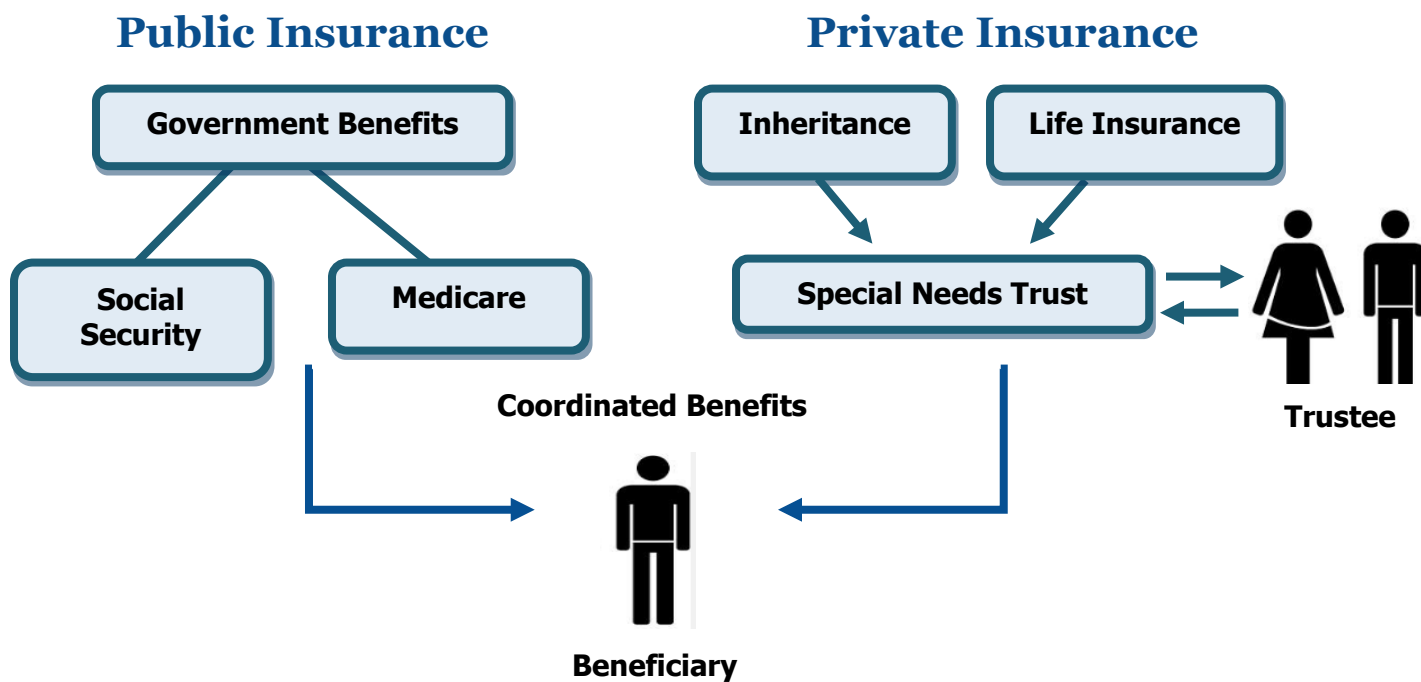 Public Insurance
Private Insurance
Government Benefits
Inheritance
Life Insurance
Social
Security
Medicare
Special Needs Trust
Coordinated Benefits
Trustee
Beneficiary